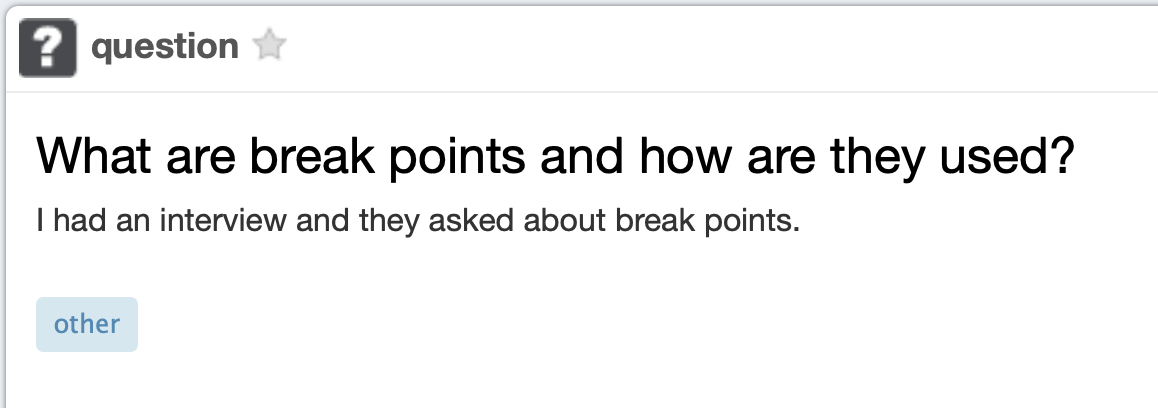 question
What are break points and how are they used?
I had an interview and they asked about break points.
other